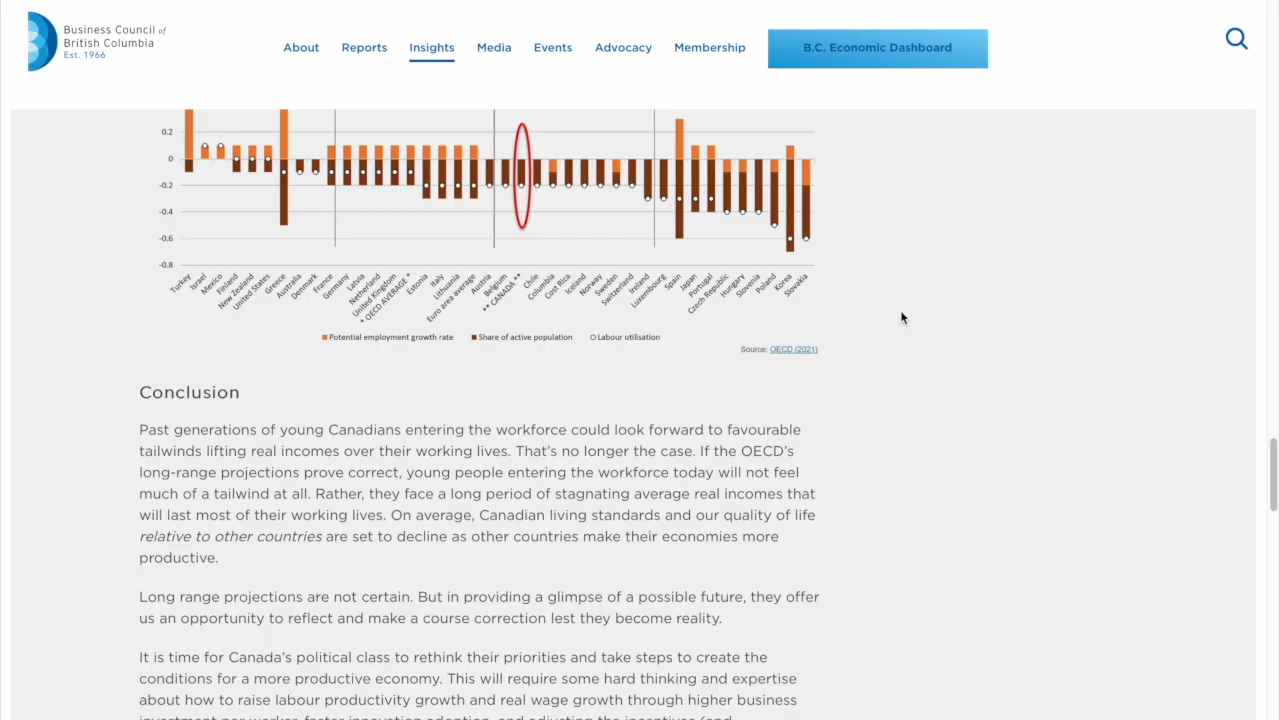 Business Council of
British Columbia
Est. 1966
About Reports Insights Media Events Advocacy Membership B.C. Economic Dashboard
0.2
0
-0.2
-0.4
-0.6
-0.8
Turkey
Israel
Mexico
Finland
New Zealand
United States
Greece
Australia
Denmark
France
Germany
Latvia
Netherlands
United Kingdom
* OECD AVERAGE *
Estonia
Italy
Lithuania
Euro area average
Austria
Belgium
** CANADA **
Chile
Columbia
Cost Rica
Iceland
Norway
Sweden
Switzerland
Ireland
Luxembourg
Spain
Japan
Portugal
Czech Republic
Hungary
Slovenia
Poland
Korea
Slovakia
Potential employment growth rate Share of active population Labour utilisation
Source: OECD (2021)
Conclusion
Past generations of young Canadians entering the workforce could look forward to favourable
tailwinds lifting real incomes over their working lives. That's no longer the case. If the OECD's
long-range projections prove correct, young people entering the workforce today will not feel
much of a tailwind at all. Rather, they face a long period of stagnating average real incomes that
will last most of their working lives. On average, Canadian living standards and our quality of life
relative to other countries are set to decline as other countries make their economies more
productive.
Long range projections are not certain. But in providing a glimpse of a possible future, they offer
us an opportunity to reflect and make a course correction lest they become reality.
It is time for Canada's political class to rethink their priorities and take steps to create the
conditions for a more productive economy. This will require some hard thinking and expertise
about how to raise labour productivity growth and real wage growth through higher business
investment per worker, faster innovation adoption, and adjusting the incentives (and